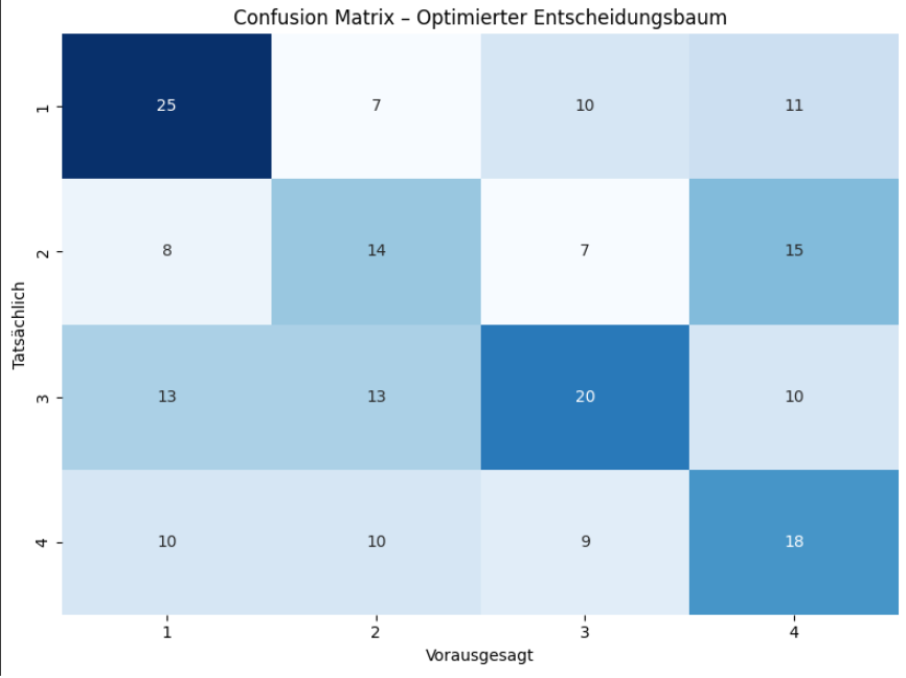 Confusion Matrix – Optimierter Entscheidungsbaum
1 25 7 10 11
2 8 14 7 15
Tatsächlich
3 13 13 20 10
4 10 10 9 18
1 2 3 4
Vorausgesagt